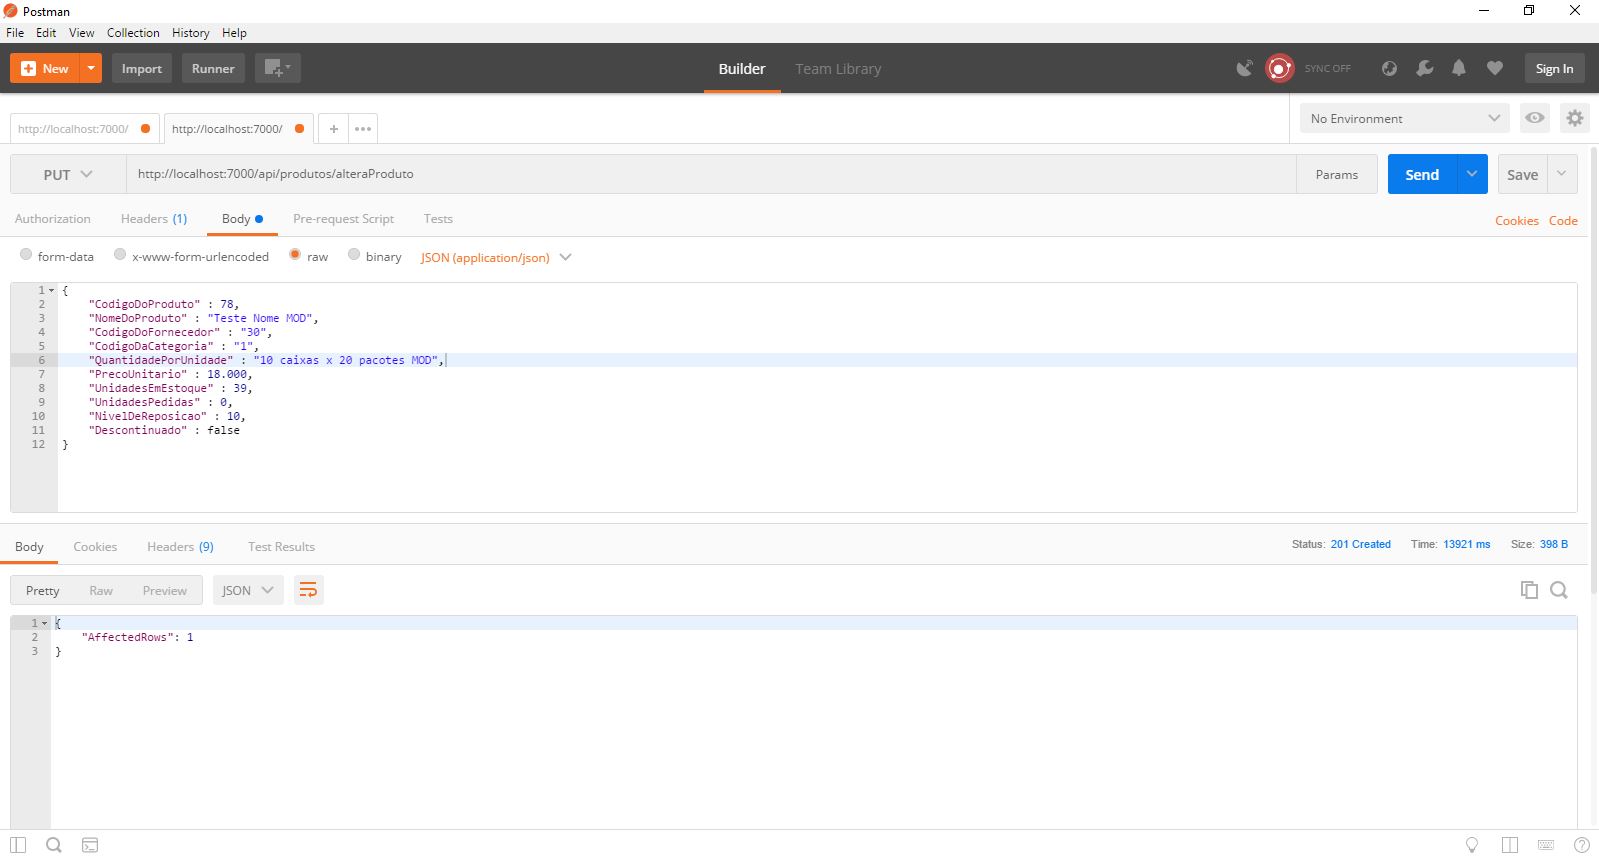 Postman
File Edit View Collection History Help
New Import Runner Builder Team Library SYNC OFF Sign In
http://localhost:7000/ http://localhost:7000/ + ••• No Environment
PUT http://localhost:7000/api/produtos/alteraProduto Params Send Save
Authorization Headers (1) Body Pre-request Script Tests Cookies Code
form-data x-www-form-urlencoded raw binary JSON (application/json)
1 {
2 "CodigoDoProduto" : 78,
3 "NomeDoProduto" : "Teste Nome MOD",
4 "CodigoDoFornecedor" : "30",
5 "CodigoDaCategoria" : "1",
6 "QuantidadePorUnidade" : "10 caixas x 20 pacotes MOD",
7 "PrecoUnitario" : 18.000,
8 "UnidadesEmEstoque" : 39,
9 "UnidadesPedidas" : 0,
10 "NivelDeReposicao" : 10,
11 "Descontinuado" : false
12 }
Body Cookies Headers (9) Test Results Status: 201 Created Time: 13921 ms Size: 398 B
Pretty Raw Preview JSON
1 {
2 "AffectedRows": 1
3 }